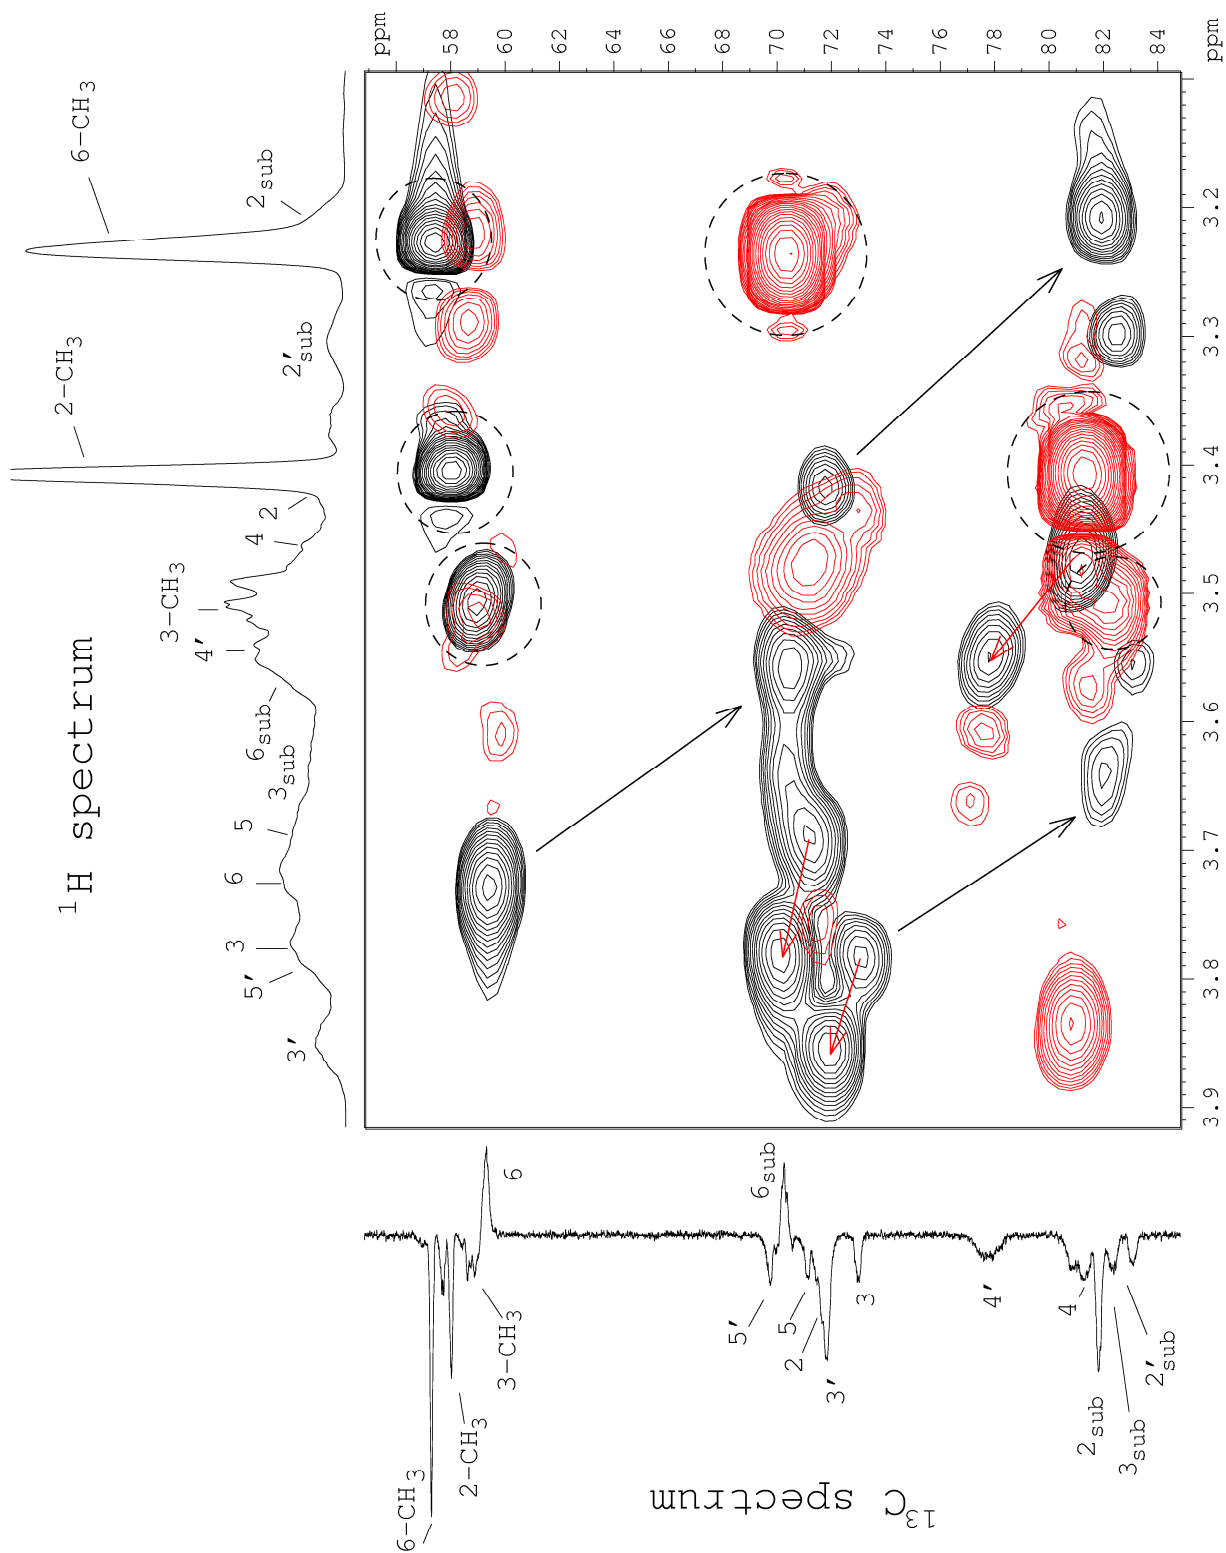 ¹H spectrum
6-CH₃
2sub
2'sub
2-CH₃
2
4
3-CH₃
4'
6sub
3sub
5
6
3
5'
3'
ppm
58
60
62
64
66
68
70
72
74
76
78
80
82
84
ppm
3.2
3.3
3.4
3.5
3.6
3.7
3.8
3.9
6
6sub
6-CH₃
2-CH₃
3-CH₃
5'
5
2
3'
3
4'
4
2sub
3sub
2'sub
¹³C spectrum